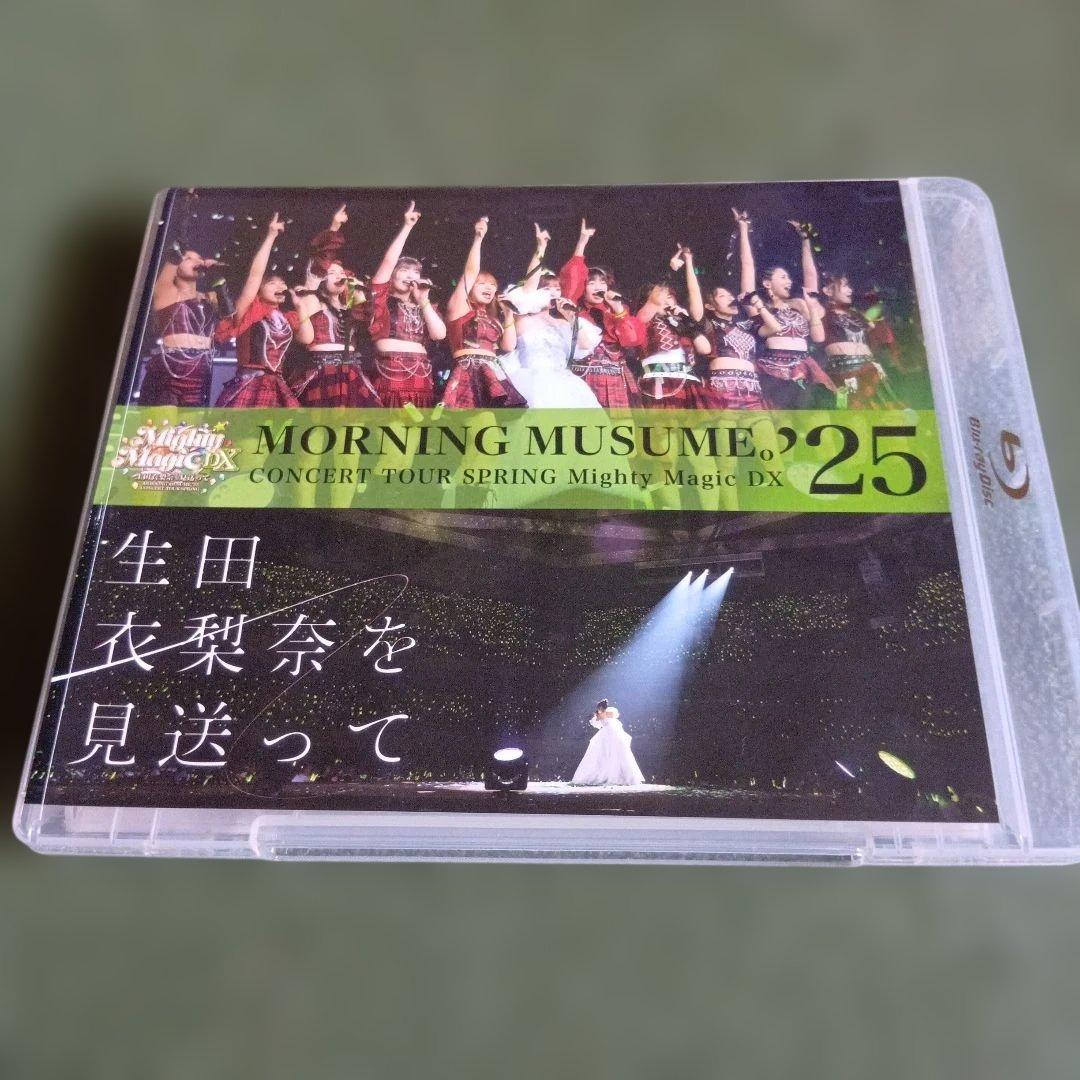 Mighty
Magic DX
MORNING MUSUME。'25
CONCERT TOUR SPRING Mighty Magic DX
生田
衣梨奈を
見送って
Blu-ray Disc